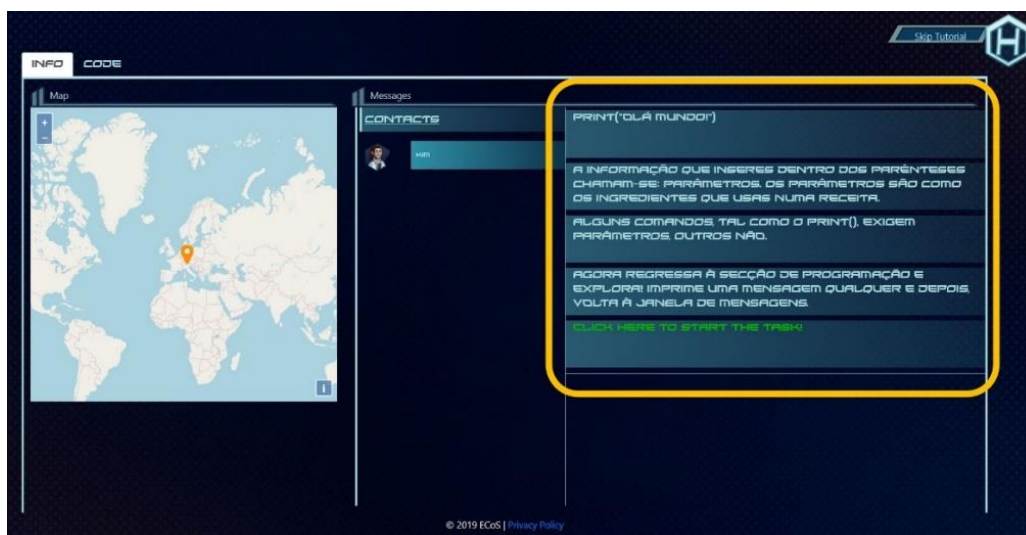 Skip Tutorial
INFO CODE
Map
+
-
i
Messages
CONTACTS
PRINT("OLÁ MUNDO!")
A INFORMAÇÃO QUE INSERES DENTRO DOS PARÊNTESES
CHAMAM-SE: PARÂMETROS. OS PARÂMETROS SÃO COMO
OS INGREDIENTES QUE USAS NUMA RECEITA.
ALGUNS COMANDOS, TAL COMO O PRINT(), EXIGEM
PARÂMETROS, OUTROS NÃO.
AGORA REGRESSA À SECÇÃO DE PROGRAMAÇÃO E
EXPLORA! IMPRIME UMA MENSAGEM QUALQUER E DEPOIS,
VOLTA À JANELA DE MENSAGENS.
CLICK HERE TO START THE TASK!
© 2019 ECoS | Privacy Policy